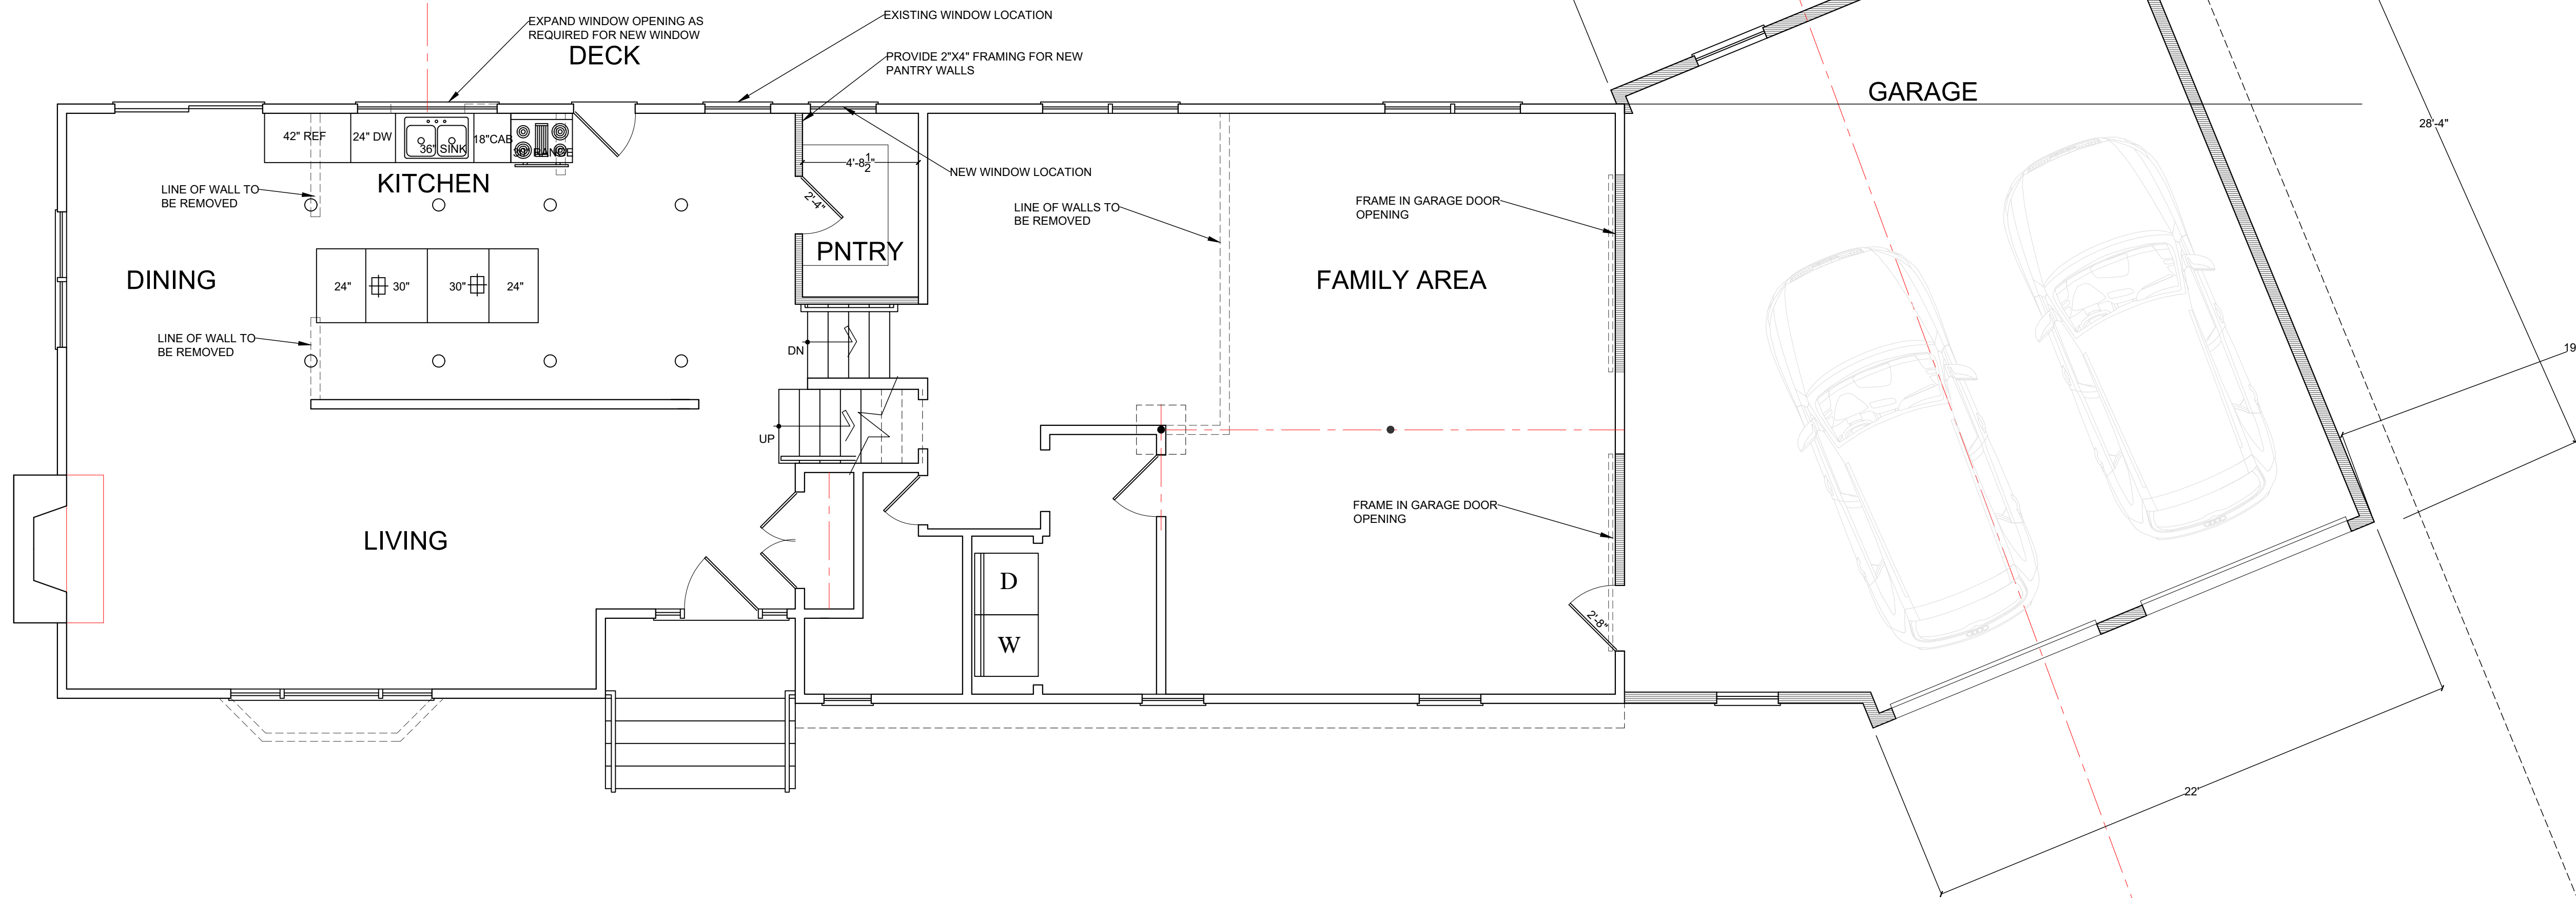 EXPAND WINDOW OPENING AS
REQUIRED FOR NEW WINDOW
DECK
EXISTING WINDOW LOCATION
PROVIDE 2"X4" FRAMING FOR NEW
PANTRY WALLS
GARAGE
28'-4"
42" REF
24" DW
36" SINK
18"CAB
30" RANGE
4'-8 1/2"
NEW WINDOW LOCATION
KITCHEN
LINE OF WALL TO
BE REMOVED
2'-4"
LINE OF WALLS TO
BE REMOVED
FRAME IN GARAGE DOOR
OPENING
PNTRY
DINING
24"
30"
30"
24"
FAMILY AREA
LINE OF WALL TO
BE REMOVED
DN
19
UP
FRAME IN GARAGE DOOR
OPENING
LIVING
D
W
2'-8"
22'